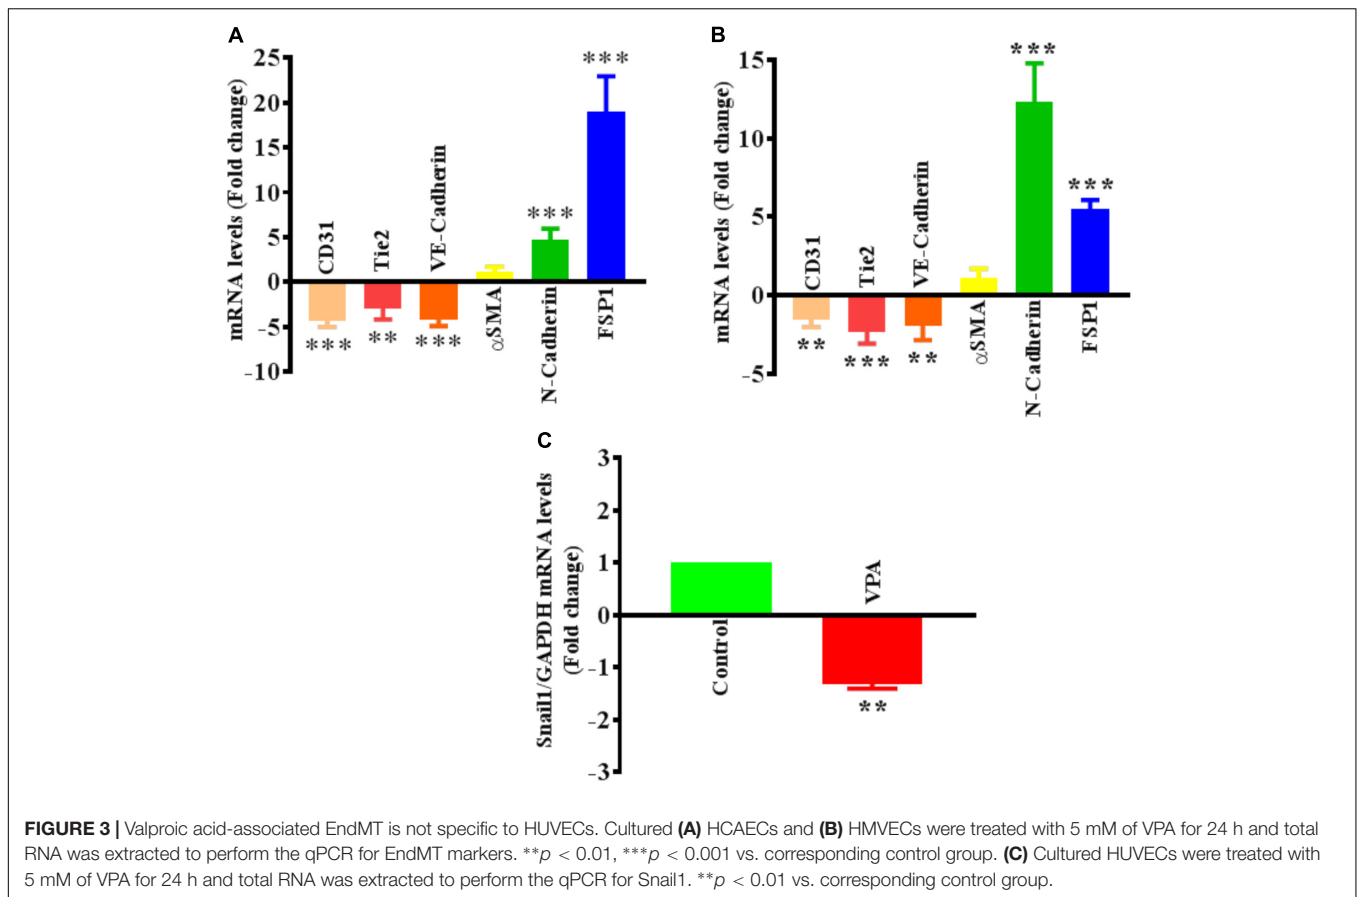 A
mRNA levels (Fold change)
25
20
15
10
5
0
-5
-10
CD31
Tie2
VE-Cadherin
αSMA
N-Cadherin
FSP1
***
**
***
***
***
B
mRNA levels (Fold change)
15
10
5
0
-5
CD31
Tie2
VE-Cadherin
αSMA
N-Cadherin
FSP1
**
***
**
***
***
C
Snail1/GAPDH mRNA levels
(Fold change)
3
2
1
0
-1
-2
-3
Control
VPA
**
FIGURE 3 | Valproic acid-associated EndMT is not specific to HUVECs. Cultured (A) HCAECs and (B) HMVECs were treated with 5 mM of VPA for 24 h and total
RNA was extracted to perform the qPCR for EndMT markers. **p < 0.01, ***p < 0.001 vs. corresponding control group. (C) Cultured HUVECs were treated with
5 mM of VPA for 24 h and total RNA was extracted to perform the qPCR for Snail1. **p < 0.01 vs. corresponding control group.